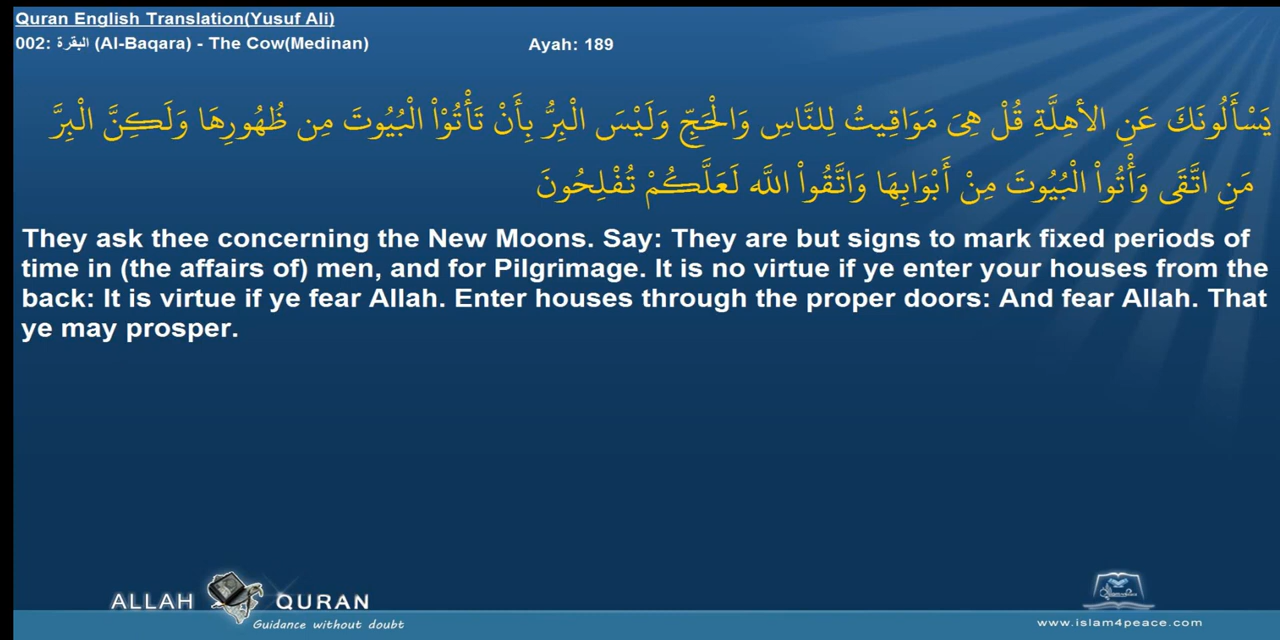 Quran English Translation(Yusuf Ali)
002: البقرة (Al-Baqara) - The Cow(Medinan) Ayah: 189
يَسْأَلُونَكَ عَنِ الأهِلَّةِ قُلْ هِىَ مَوَاقِيتُ لِلنَّاسِ وَالْحَجِّ وَلَيْسَ الْبِرُّ بِأَنْ تَأْتُوْاْ الْبُيُوتَ مِن ظُهُورِهَا وَلَـكِنَّ الْبِرَّ
مَنِ اتَّقَى وَأْتُواْ الْبُيُوتَ مِنْ أَبْوَابِهَا وَاتَّقُواْ اللّه لَعَلَّكُمْ تُفْلِحُونَ
They ask thee concerning the New Moons. Say: They are but signs to mark fixed periods of
time in (the affairs of) men, and for Pilgrimage. It is no virtue if ye enter your houses from the
back: It is virtue if ye fear Allah. Enter houses through the proper doors: And fear Allah. That
ye may prosper.
ALLAH QURAN
Guidance without doubt
www.islam4peace.com